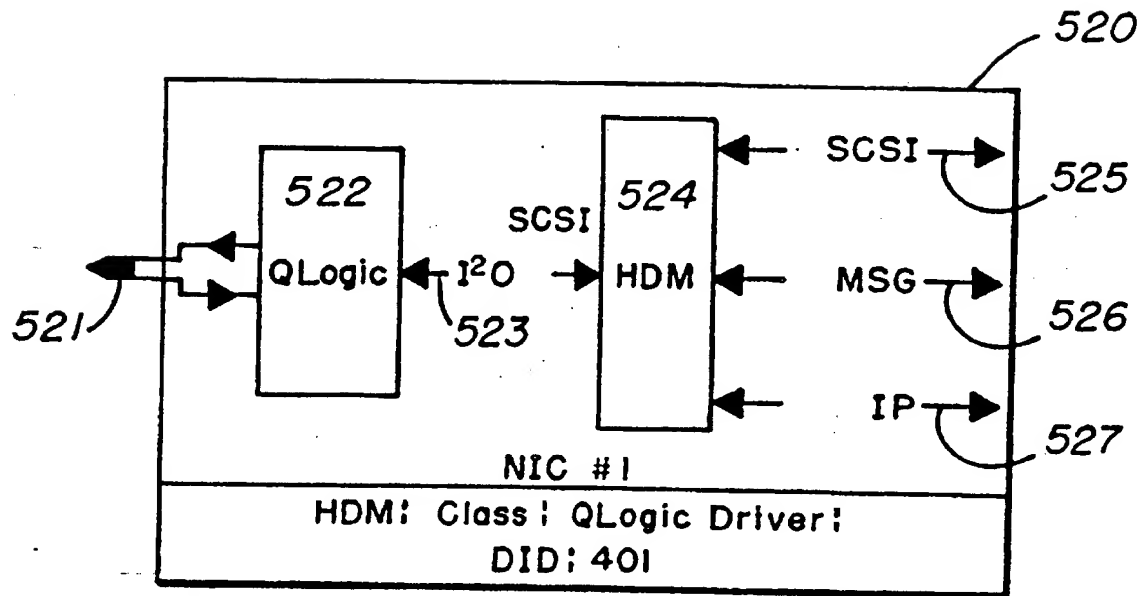 520
522
QLogic
SCSI
I²O
524
HDM
SCSI
525
MSG
526
IP
527
521
523
NIC #1
HDM; Class; QLogic Driver;
DID; 401